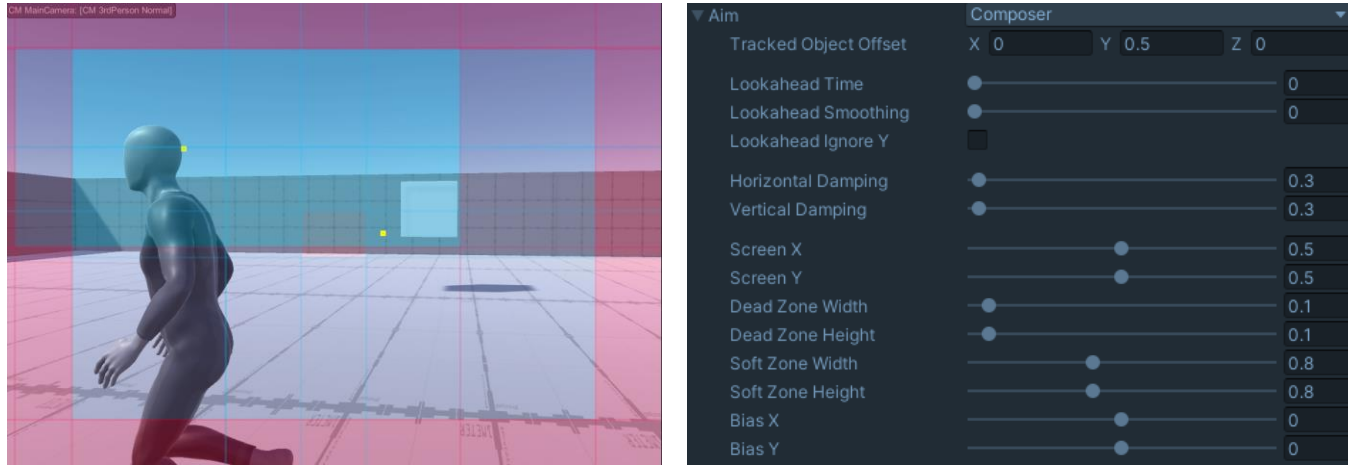 CM MainCamera: [CM 3rdPerson Normal]
Aim Composer
Tracked Object Offset X 0 Y 0.5 Z 0
Lookahead Time 0
Lookahead Smoothing 0
Lookahead Ignore Y
Horizontal Damping 0.3
Vertical Damping 0.3
Screen X 0.5
Screen Y 0.5
Dead Zone Width 0.1
Dead Zone Height 0.1
Soft Zone Width 0.8
Soft Zone Height 0.8
Bias X 0
Bias Y 0